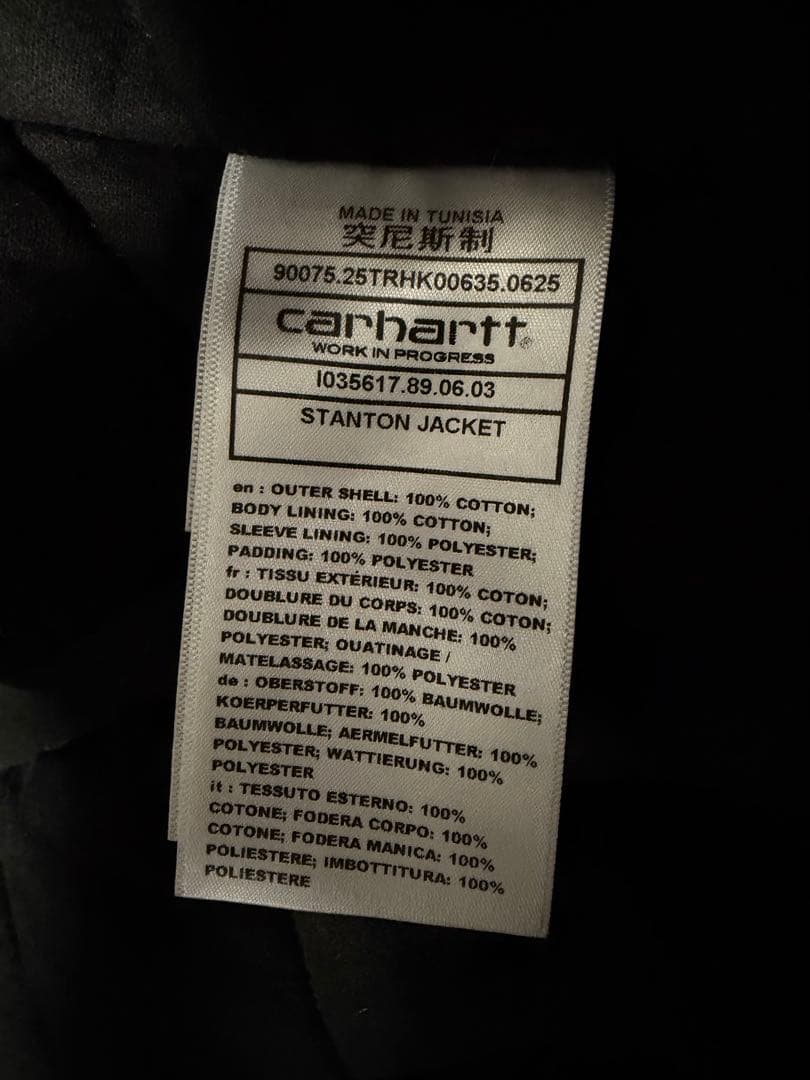 MADE IN TUNISIA
突尼斯制
90075.25TRHK00635.0625
carhartt®
WORK IN PROGRESS
I035617.89.06.03
STANTON JACKET
en : OUTER SHELL: 100% COTTON;
BODY LINING: 100% COTTON;
SLEEVE LINING: 100% POLYESTER;
PADDING: 100% POLYESTER
fr : TISSU EXTÉRIEUR: 100% COTON;
DOUBLURE DU CORPS: 100% COTON;
DOUBLURE DE LA MANCHE: 100%
POLYESTER; OUATINAGE /
MATELASSAGE: 100% POLYESTER
de : OBERSTOFF: 100% BAUMWOLLE;
KOERPERFUTTER: 100%
BAUMWOLLE; AERMELFUTTER: 100%
POLYESTER; WATTIERUNG: 100%
POLYESTER
it : TESSUTO ESTERNO: 100%
COTONE; FODERA CORPO: 100%
COTONE; FODERA MANICA: 100%
POLIESTERE; IMBOTTITURA: 100%
POLIESTERE